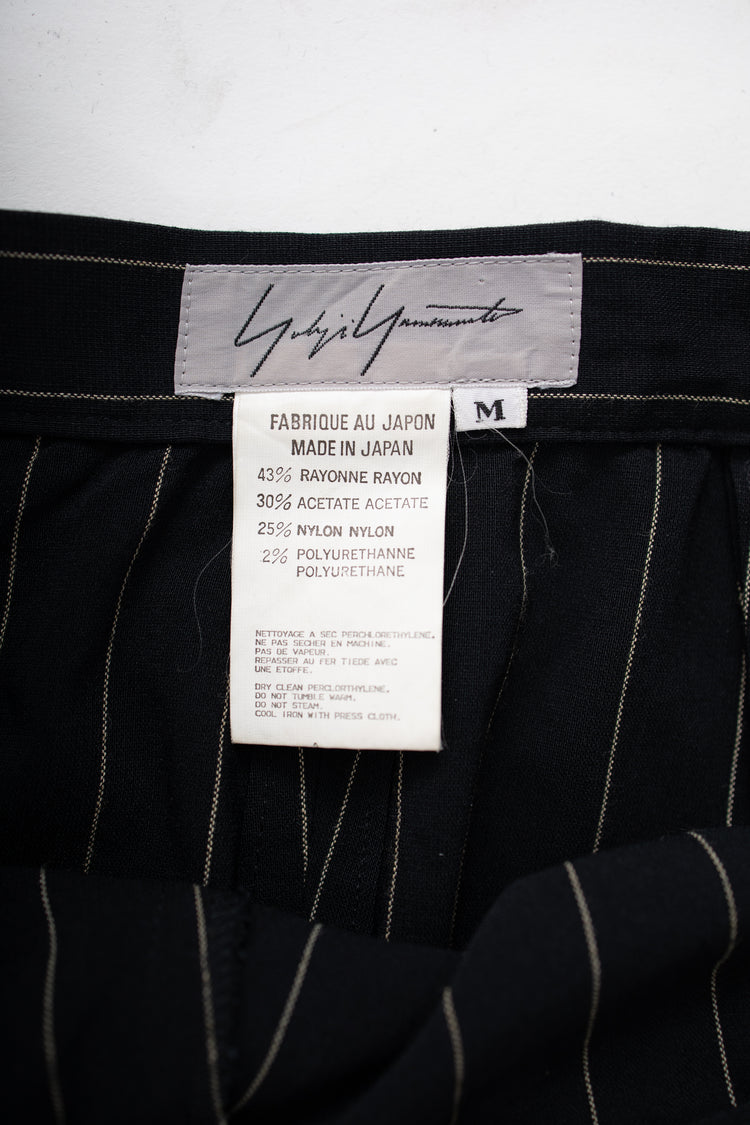 Yohji Yamamoto
M
FABRIQUE AU JAPON
MADE IN JAPAN
43% RAYONNE RAYON
30% ACETATE ACETATE
25% NYLON NYLON
2% POLYURETHANNE
POLYURETHANE
NETTOYAGE A SEC PERCHLORETHYLENE.
NE PAS SECHER EN MACHINE.
PAS DE VAPEUR.
REPASSER AU FER TIEDE AVEC
UNE ETOFFE.
DRY CLEAN PERCLORTHYLENE.
DO NOT TUMBLE WARM.
DO NOT STEAM.
COOL IRON WITH PRESS CLOTH.